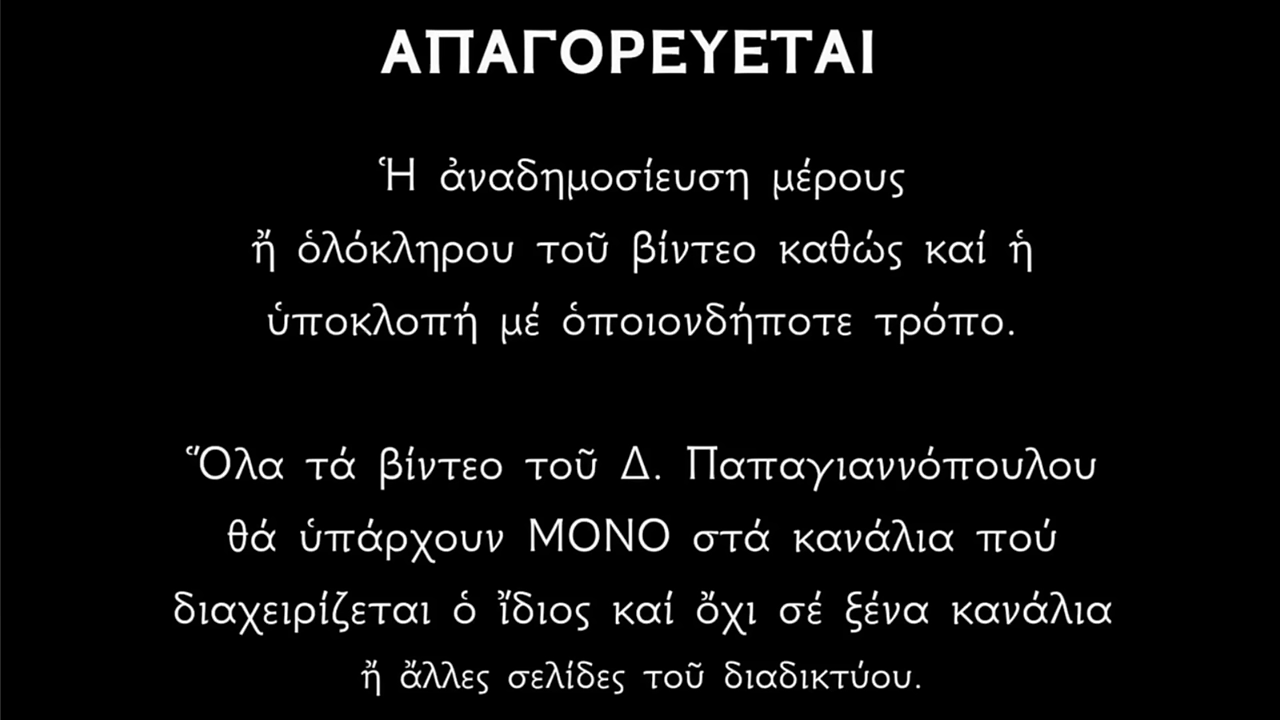 ΑΠΑΓΟΡΕΥΕΤΑΙ
Ἡ ἀναδημοσίευση μέρους
ἤ ὁλόκληρου τοῦ βίντεο καθώς καί ἡ
ὑποκλοπή μέ ὁποιονδήποτε τρόπο.
Ὅλα τά βίντεο τοῦ Δ. Παπαγιαννόπουλου
θά ὑπάρχουν ΜΟΝΟ στά κανάλια πού
διαχειρίζεται ὁ ἴδιος καί ὄχι σέ ξένα κανάλια
ἤ ἄλλες σελίδες τοῦ διαδικτύου.